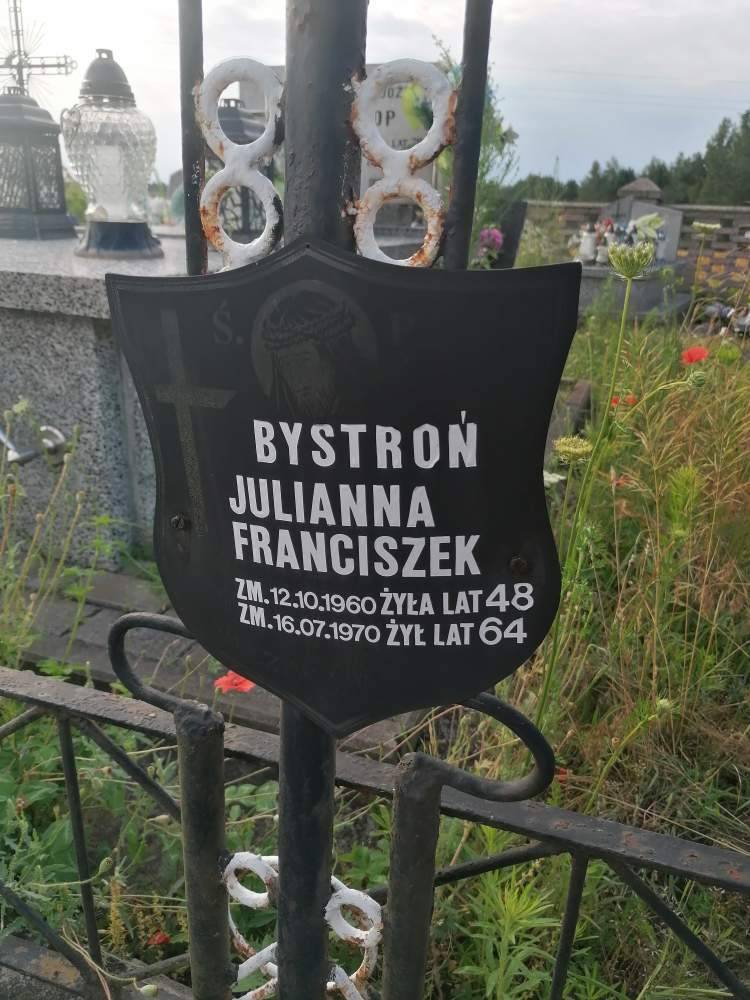 Ś. P.
BYSTROŃ
JULIANNA
FRANCISZEK
ZM. 12.10.1960 ŻYŁA LAT 48
ZM. 16.07.1970 ŻYŁ LAT 64